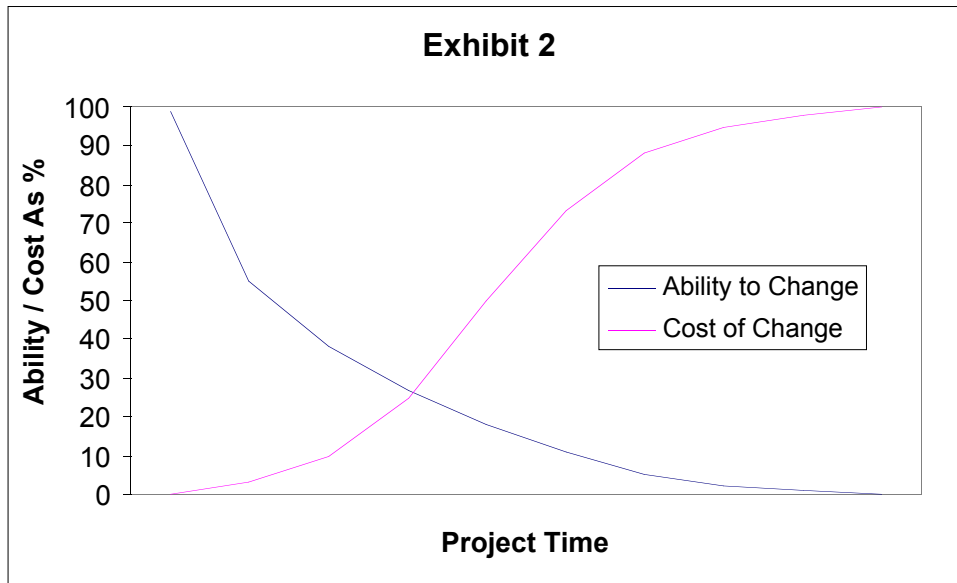 Exhibit 2
Ability / Cost As %
100
90
80
70
60
50
40
30
20
10
0
Ability to Change
Cost of Change
Project Time